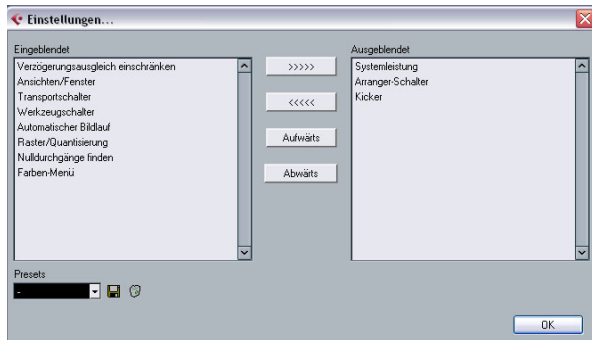 Einstellungen...
Eingeblendet
Verzögerungsausgleich einschränken
Ansichten/Fenster
Transportschalter
Werkzeugschalter
Automatischer Bildlauf
Raster/Quantisierung
Nulldurchgänge finden
Farben-Menü
>>>>>
<<<<<
Aufwärts
Abwärts
Ausgeblendet
Systemleistung
Arranger-Schalter
Kicker
Presets
-
OK